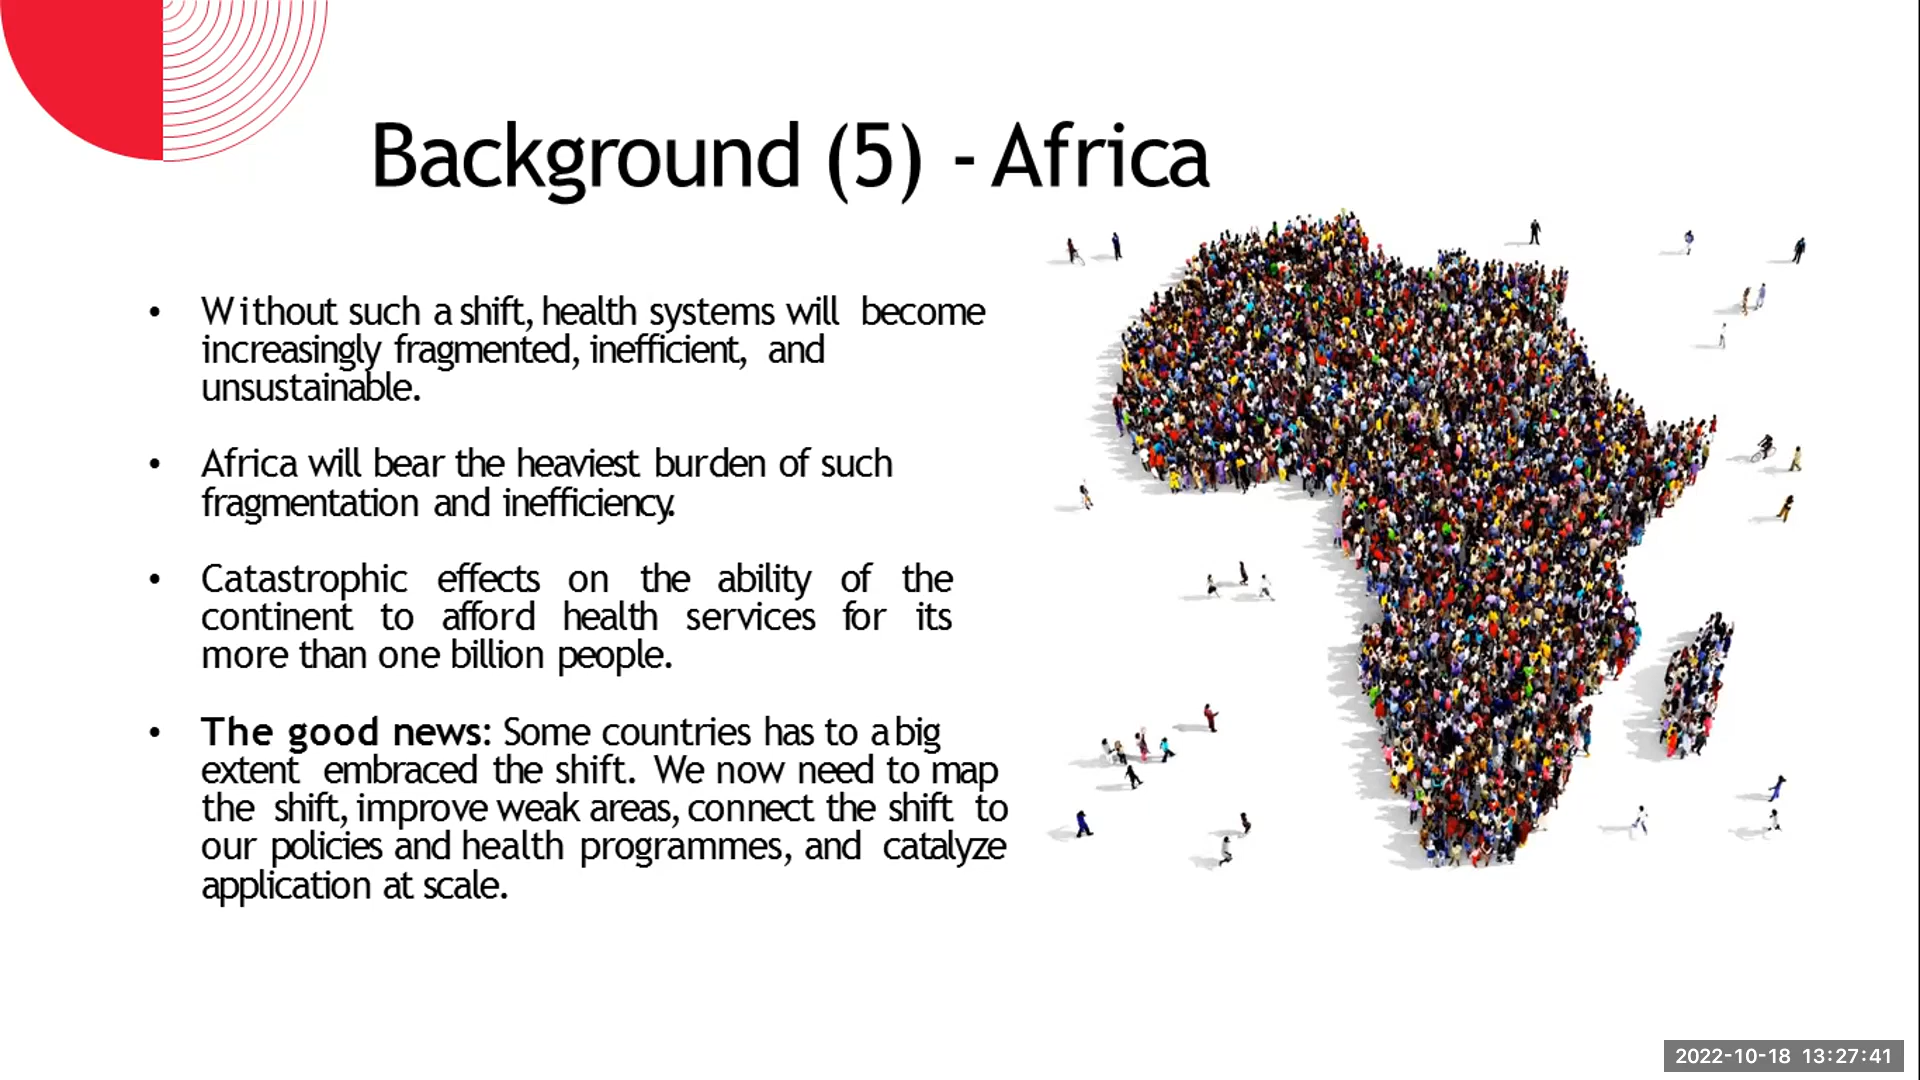 Background (5) - Africa
• Without such a shift, health systems will become
increasingly fragmented, inefficient, and
unsustainable.
• Africa will bear the heaviest burden of such
fragmentation and inefficiency.
• Catastrophic effects on the ability of the
continent to afford health services for its
more than one billion people.
• The good news: Some countries has to a big
extent embraced the shift. We now need to map
the shift, improve weak areas, connect the shift to
our policies and health programmes, and catalyze
application at scale.
2022-10-18 13:27:41